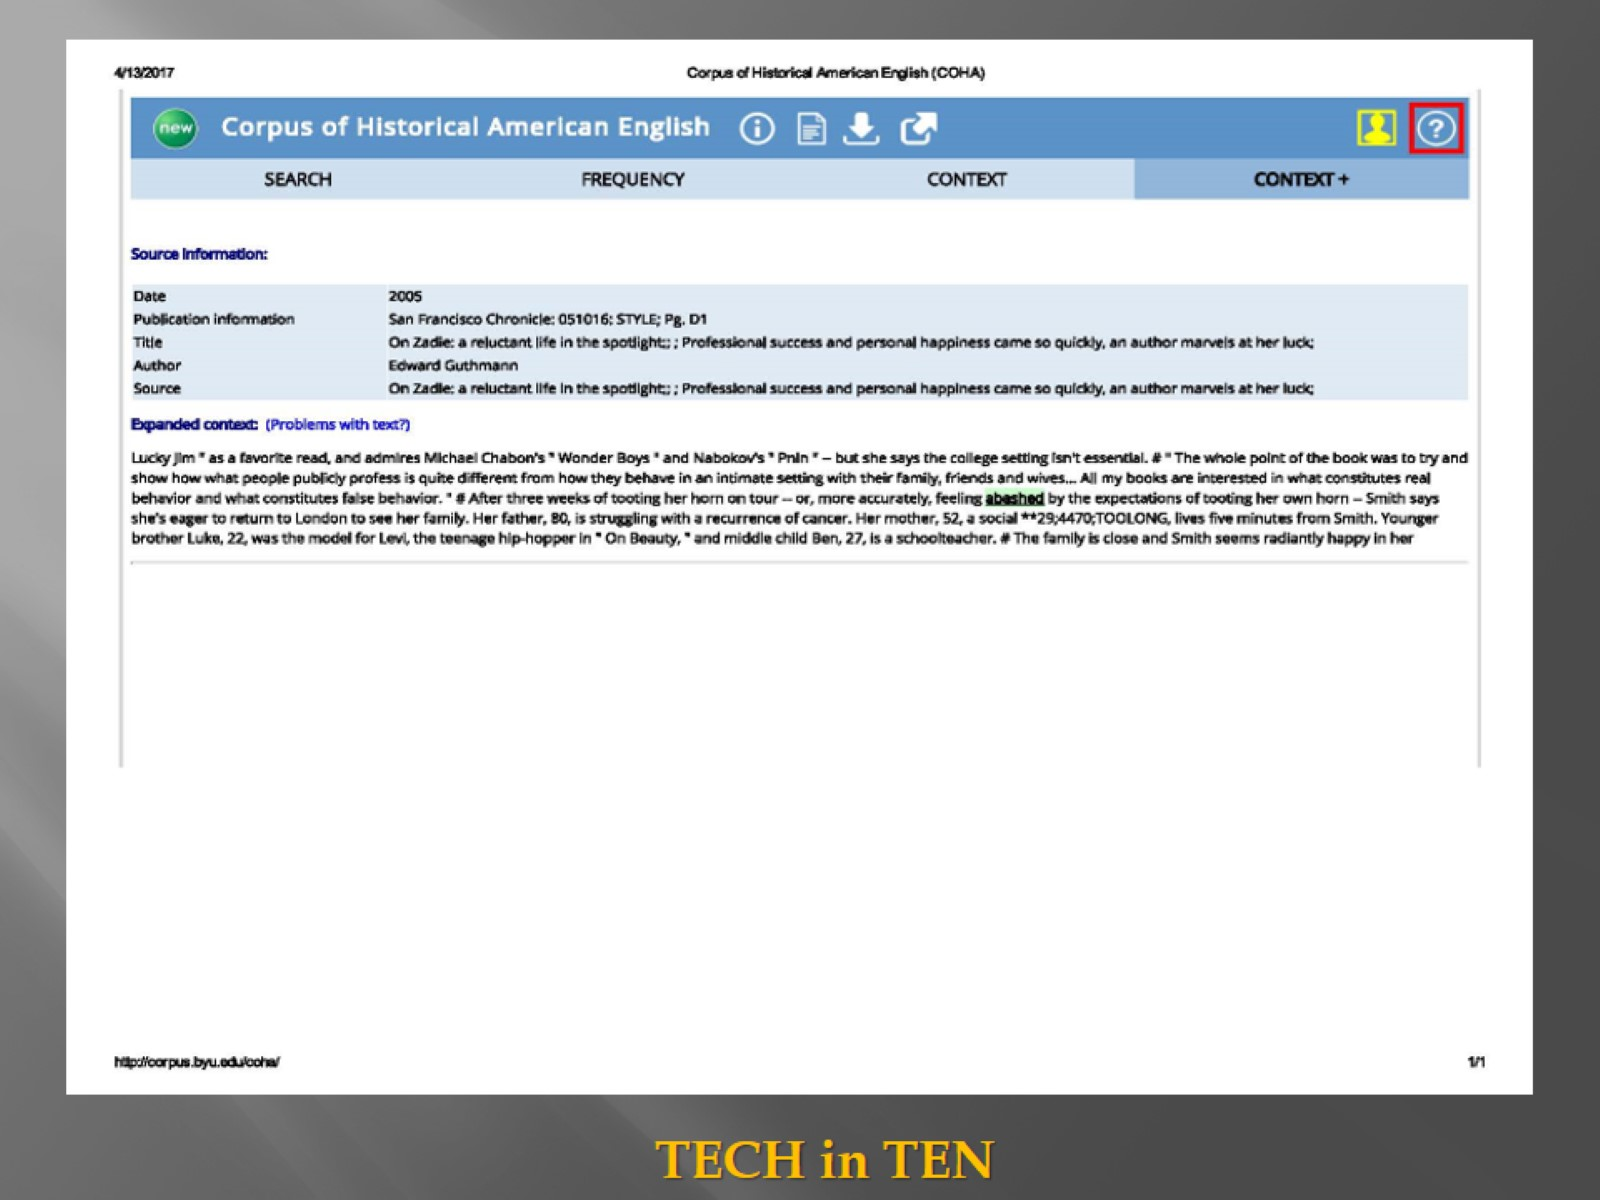 4/13/2017 Corpus of Historical American English (COHA)
new Corpus of Historical American English
SEARCH FREQUENCY CONTEXT CONTEXT +
Source information:
Date 2005
Publication information San Francisco Chronicle: 051016: STYLE; Pg. D1
Title On Zadie: a reluctant life in the spotlight;; ; Professional success and personal happiness came so quickly, an author marvels at her luck;
Author Edward Guthmann
Source On Zadie: a reluctant life in the spotlight;; ; Professional success and personal happiness came so quickly, an author marvels at her luck;
Expanded context: (Problems with text?)
Lucky Jim " as a favorite read, and admires Michael Chabon's " Wonder Boys " and Nabokov's " Pnin " -- but she says the college setting isn't essential. # " The whole point of the book was to try and
show how what people publicly profess is quite different from how they behave in an intimate setting with their family, friends and wives... All my books are interested in what constitutes real
behavior and what constitutes false behavior. " # After three weeks of tooting her horn on tour -- or, more accurately, feeling abashed by the expectations of tooting her own horn -- Smith says
she's eager to return to London to see her family. Her father, 80, is struggling with a recurrence of cancer. Her mother, 52, a social **29;4470;TOOLONG, lives five minutes from Smith. Younger
brother Luke, 22, was the model for Levi, the teenage hip-hopper in " On Beauty, " and middle child Ben, 27, is a schoolteacher. # The family is close and Smith seems radiantly happy in her
http://corpus.byu.edu/coha/ 1/1
TECH in TEN